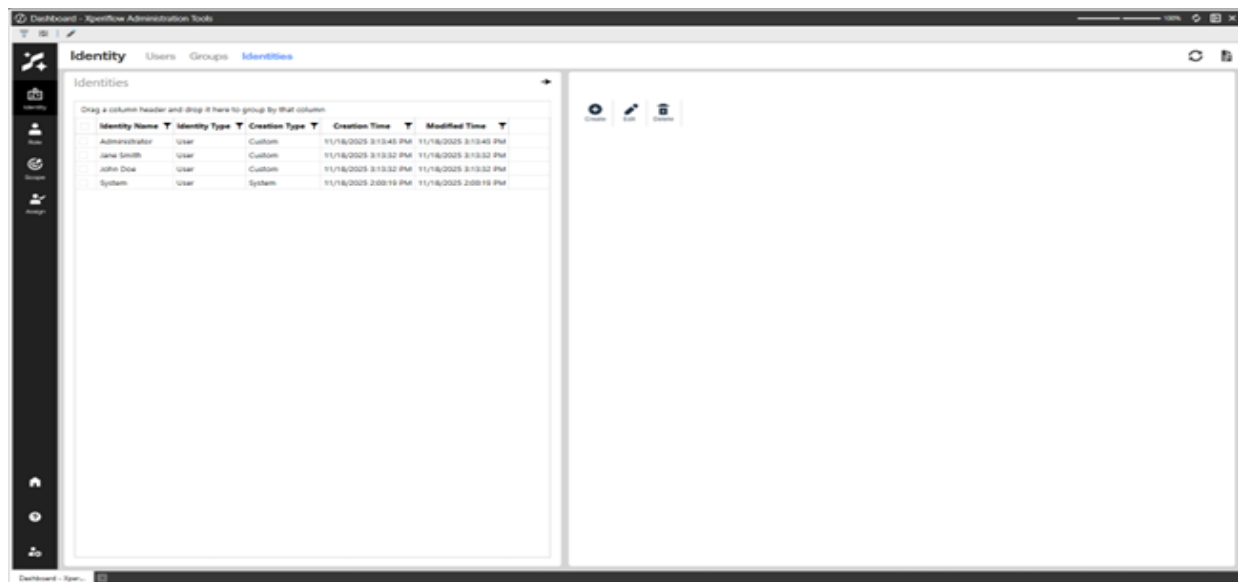 Dashboard - Xperiflow Administration Tools
100%
Identity Users Groups Identities
Identities
Drag a column header and drop it here to group by that column
Identity Name Identity Type Creation Type Creation Time Modified Time
Administrator User Custom 11/18/2025 3:13:45 PM 11/18/2025 3:13:45 PM
Jane Smith User Custom 11/18/2025 3:13:32 PM 11/18/2025 3:13:32 PM
John Doe User Custom 11/18/2025 3:13:32 PM 11/18/2025 3:13:32 PM
System User System 11/18/2025 2:00:19 PM 11/18/2025 2:00:19 PM
Create Edit Delete
Identity
Role
Scope
Assign
Dashboard - Xper...